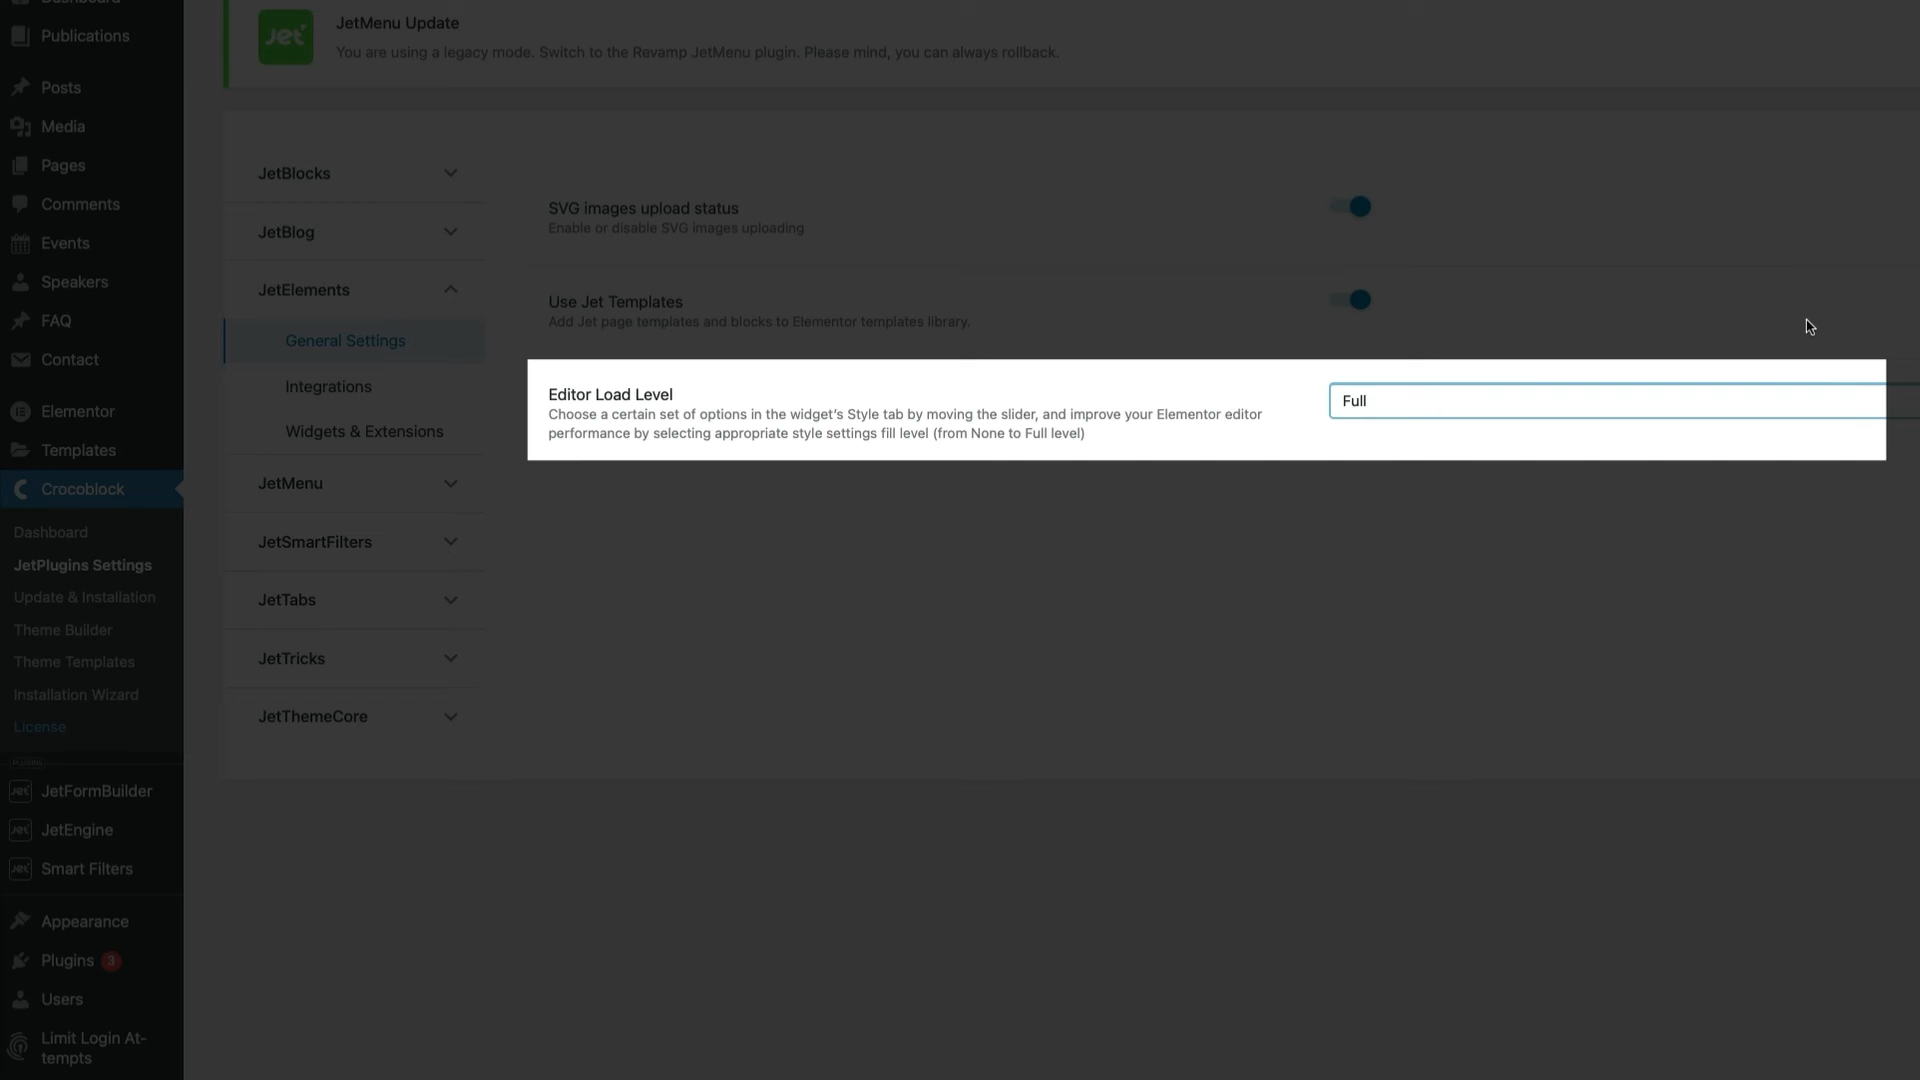 Dashboard
Publications
Posts
Media
Pages
Comments
Events
Speakers
FAQ
Contact
Elementor
Templates
Crocoblock
Dashboard
JetPlugins Settings
Update & Installation
Theme Builder
Theme Templates
Installation Wizard
License
PLUGINS
JetFormBuilder
JetEngine
Smart Filters
Appearance
Plugins 3
Users
Limit Login At-
tempts
Jet
JetMenu Update
You are using a legacy mode. Switch to the Revamp JetMenu plugin. Please mind, you can always rollback.
JetBlocks
JetBlog
JetElements
General Settings
Integrations
Widgets & Extensions
JetMenu
JetSmartFilters
JetTabs
JetTricks
JetThemeCore
SVG images upload status
Enable or disable SVG images uploading
Use Jet Templates
Add Jet page templates and blocks to Elementor templates library.
Editor Load Level
Choose a certain set of options in the widget's Style tab by moving the slider, and improve your Elementor editor
performance by selecting appropriate style settings fill level (from None to Full level)
Full